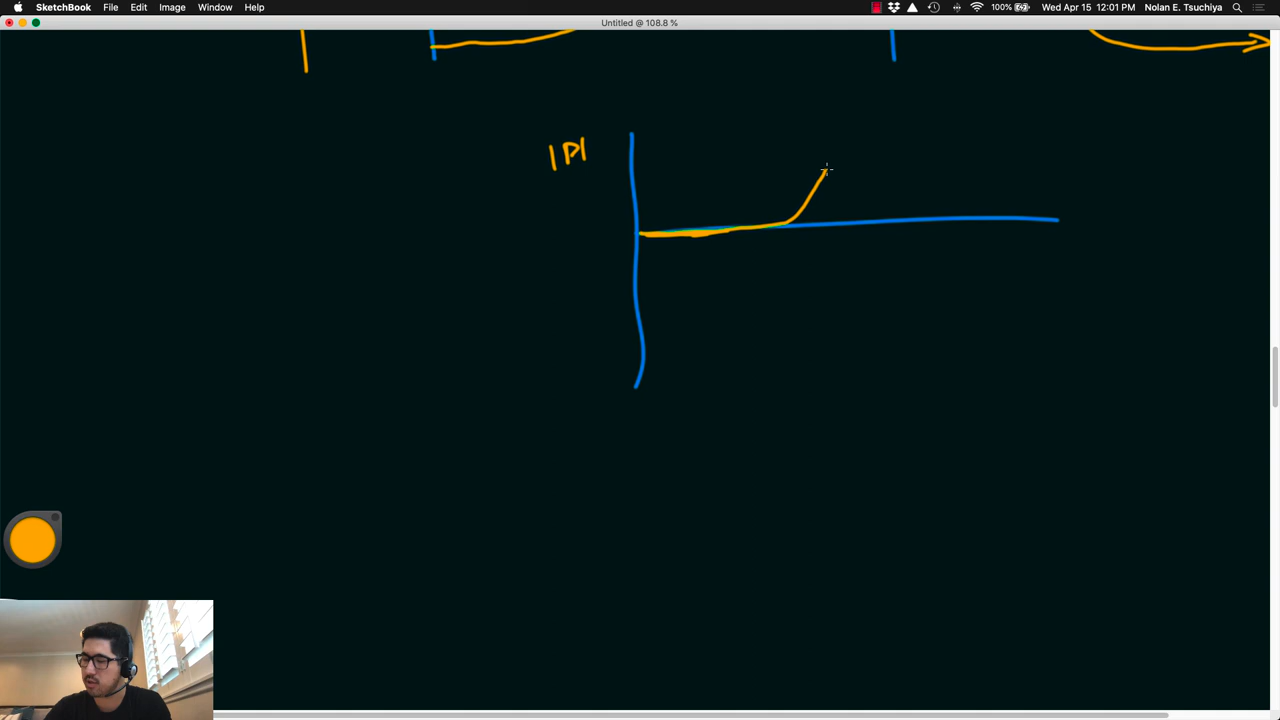 SketchBook File Edit Image Window Help 100% Wed Apr 15 12:01 PM Nolan E. Tsuchiya
Untitled @ 108.8 %
|P|